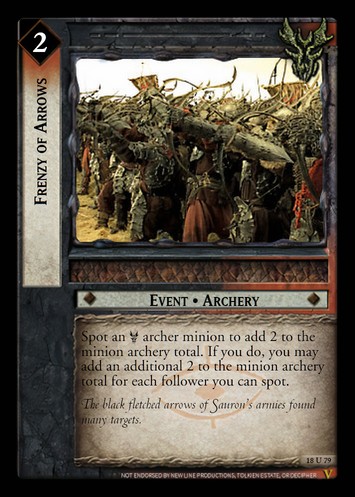 2
FRENZY OF ARROWS
EVENT • ARCHERY
Spot an archer minion to add 2 to the
minion archery total. If you do, you may
add an additional 2 to the minion archery
total for each follower you can spot.
The black fletched arrows of Sauron's armies found
many targets.
18 U 79
NOT ENDORSED BY NEW LINE PRODUCTIONS, TOLKIEN ESTATE, OR DECIPHER.
V